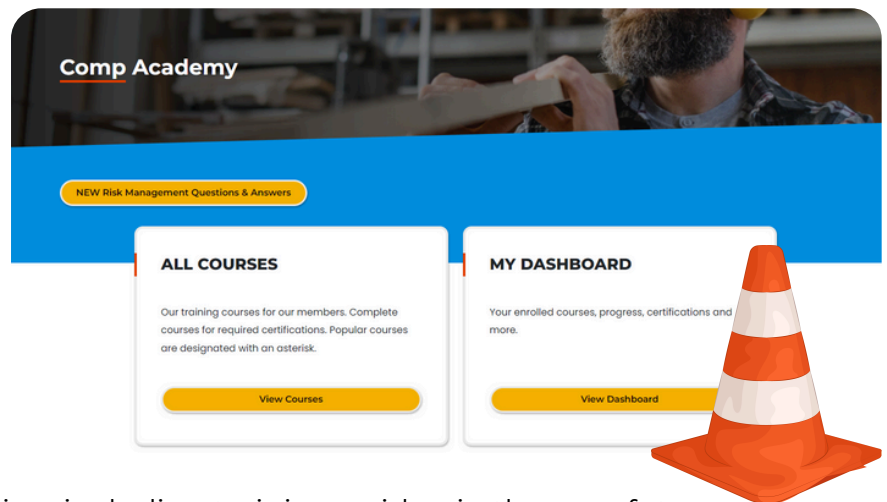 Comp Academy
NEW Risk Management Questions & Answers
ALL COURSES
Our training courses for our members. Complete
courses for required certifications. Popular courses
are designated with an asterisk.
View Courses
MY DASHBOARD
Your enrolled courses, progress, certifications and
more.
View Dashboard